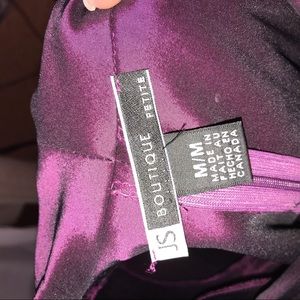 JS BOUTIQUE
PETITE
M/M
MADE IN
FAIT AU
HECHO EN
CANADA